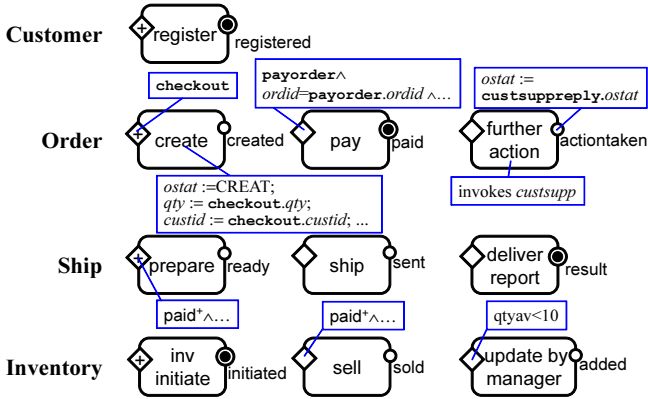 Customer
+ register
registered
checkout
payorder∧
ordid=payorder.ordid ∧...
ostat :=
custsuppreply.ostat
Order
+ create
created
pay
paid
further
action
actiontaken
ostat :=CREAT;
qty := checkout.qty;
custid := checkout.custid; ...
invokes custsupp
Ship
+ prepare
ready
ship
sent
deliver
report
result
paid⁺∧...
paid⁺∧...
qtyav<10
Inventory
+ inv
initiate
initiated
sell
sold
update by
manager
added